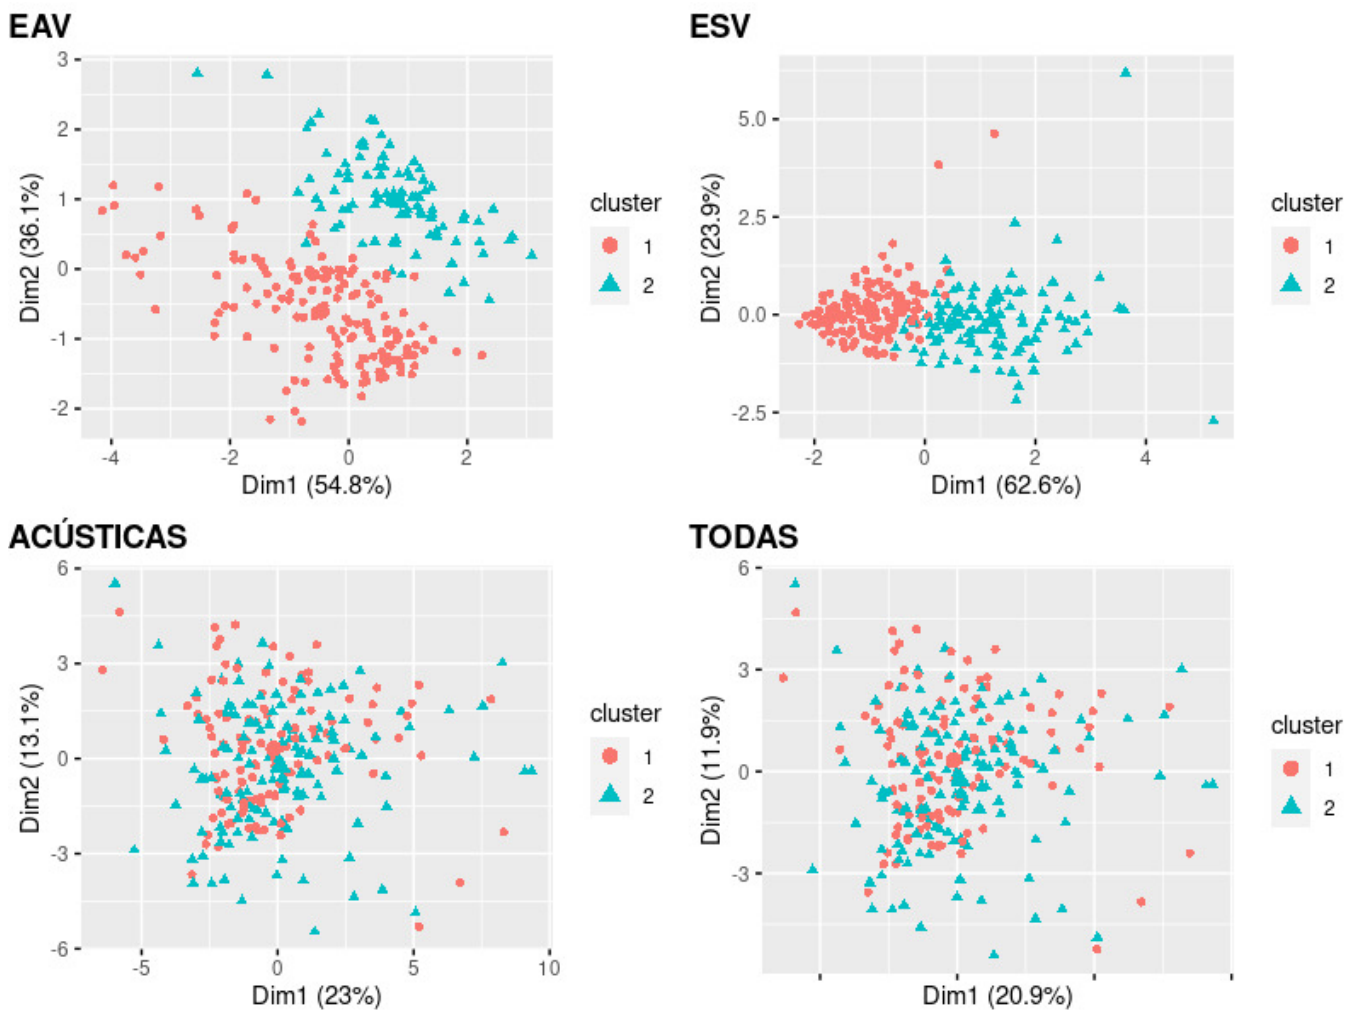 EAV
3
2
1
0
-1
-2
-4
-2
0
2
Dim2 (36.1%)
Dim1 (54.8%)
cluster
1
2
ESV
5.0
2.5
0.0
-2.5
-2
0
2
4
Dim2 (23.9%)
Dim1 (62.6%)
cluster
1
2
ACÚSTICAS
6
3
0
-3
-6
-5
0
5
10
Dim2 (13.1%)
Dim1 (23%)
cluster
1
2
TODAS
6
3
0
-3
Dim2 (11.9%)
Dim1 (20.9%)
cluster
1
2